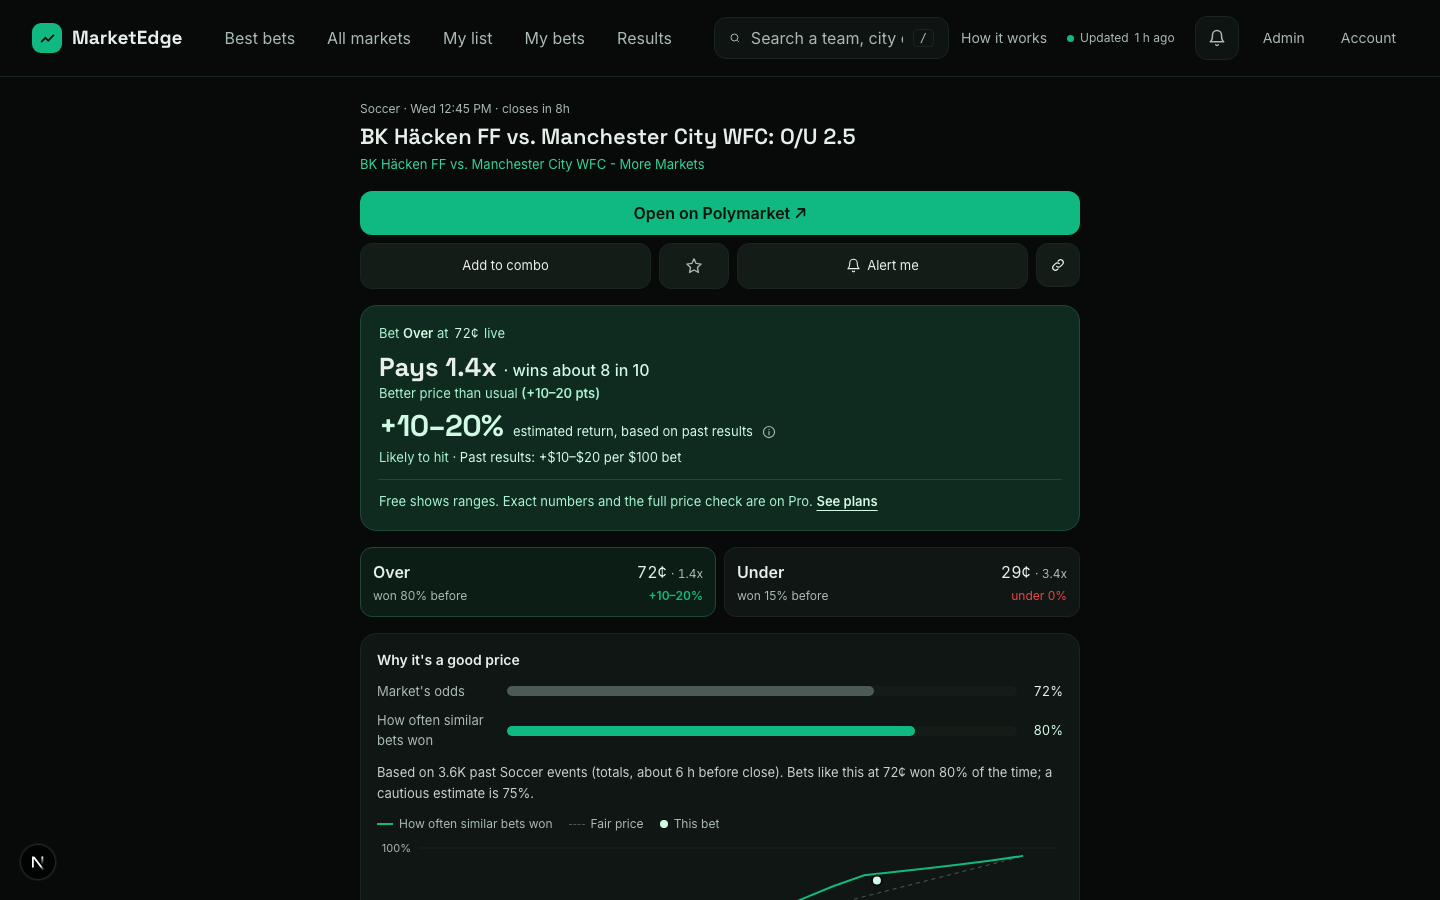 MarketEdge
Best bets
All markets
My list
My bets
Results
Search a team, city
/
How it works
Updated 1 h ago
Admin
Account
Soccer · Wed 12:45 PM · closes in 8h
BK Häcken FF vs. Manchester City WFC: O/U 2.5
BK Häcken FF vs. Manchester City WFC - More Markets
Open on Polymarket ↗
Add to combo
Alert me
Bet Over at 72¢ live
Pays 1.4x · wins about 8 in 10
Better price than usual (+10–20 pts)
+10–20% estimated return, based on past results
Likely to hit · Past results: +$10–$20 per $100 bet
Free shows ranges. Exact numbers and the full price check are on Pro. See plans
Over 72¢ · 1.4x
won 80% before +10–20%
Under 29¢ · 3.4x
won 15% before under 0%
Why it's a good price
Market's odds 72%
How often similar
bets won 80%
Based on 3.6K past Soccer events (totals, about 6 h before close). Bets like this at 72¢ won 80% of the time; a
cautious estimate is 75%.
How often similar bets won
Fair price
This bet
100%
N